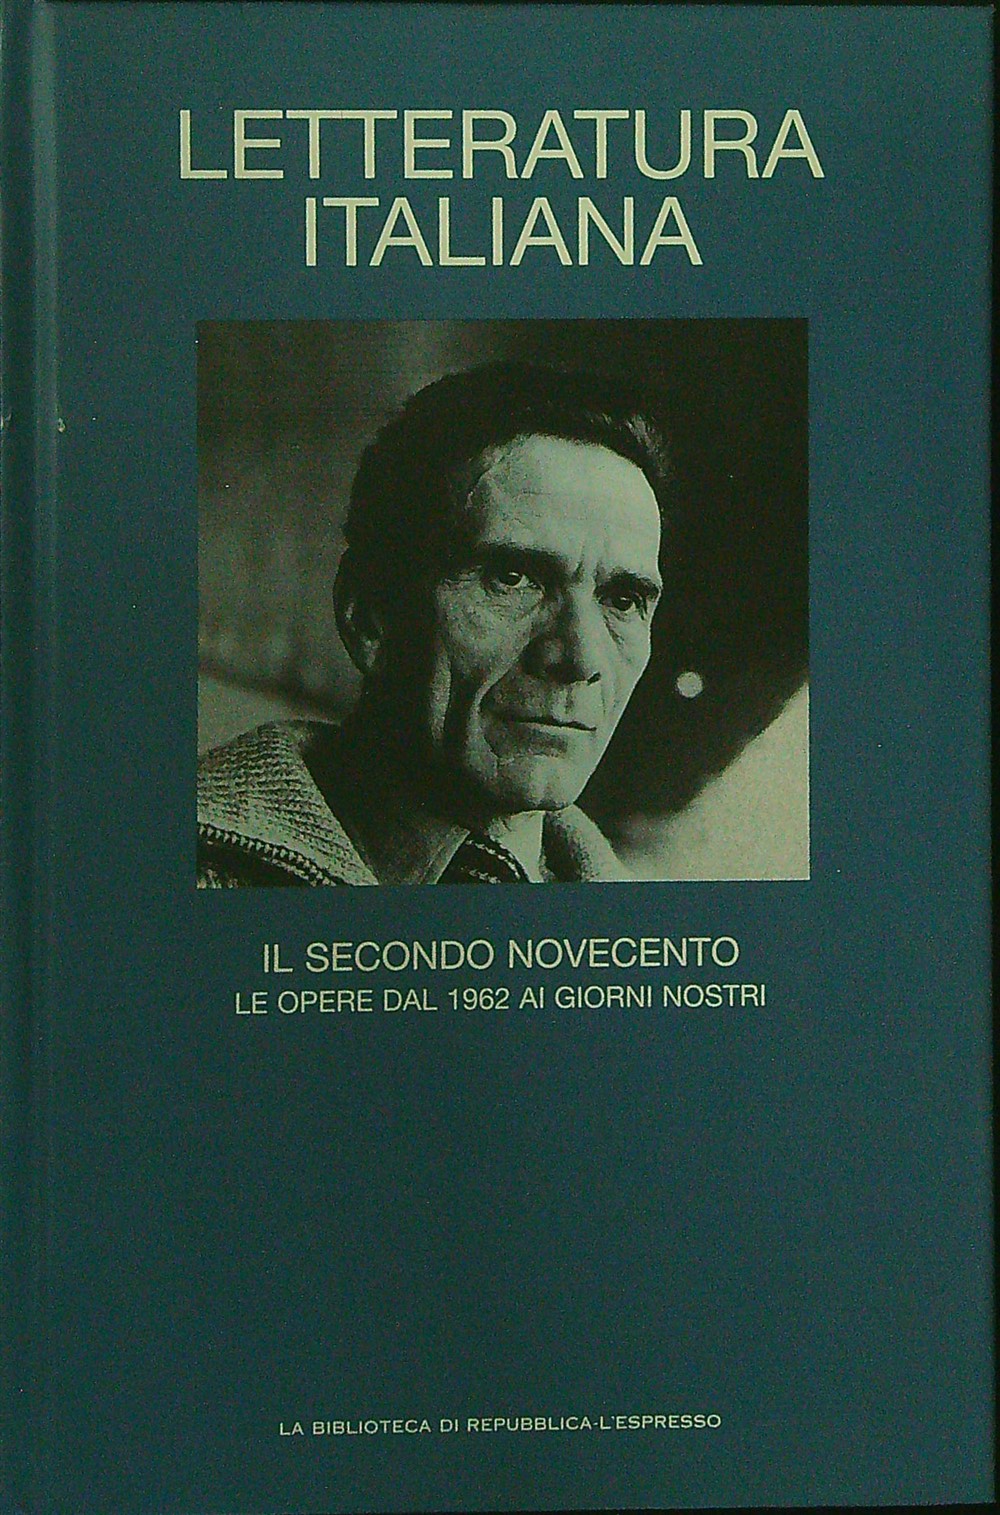 LETTERATURA
ITALIANA
IL SECONDO NOVECENTO
LE OPERE DAL 1962 AI GIORNI NOSTRI
LA BIBLIOTECA DI REPUBBLICA-L'ESPRESSO